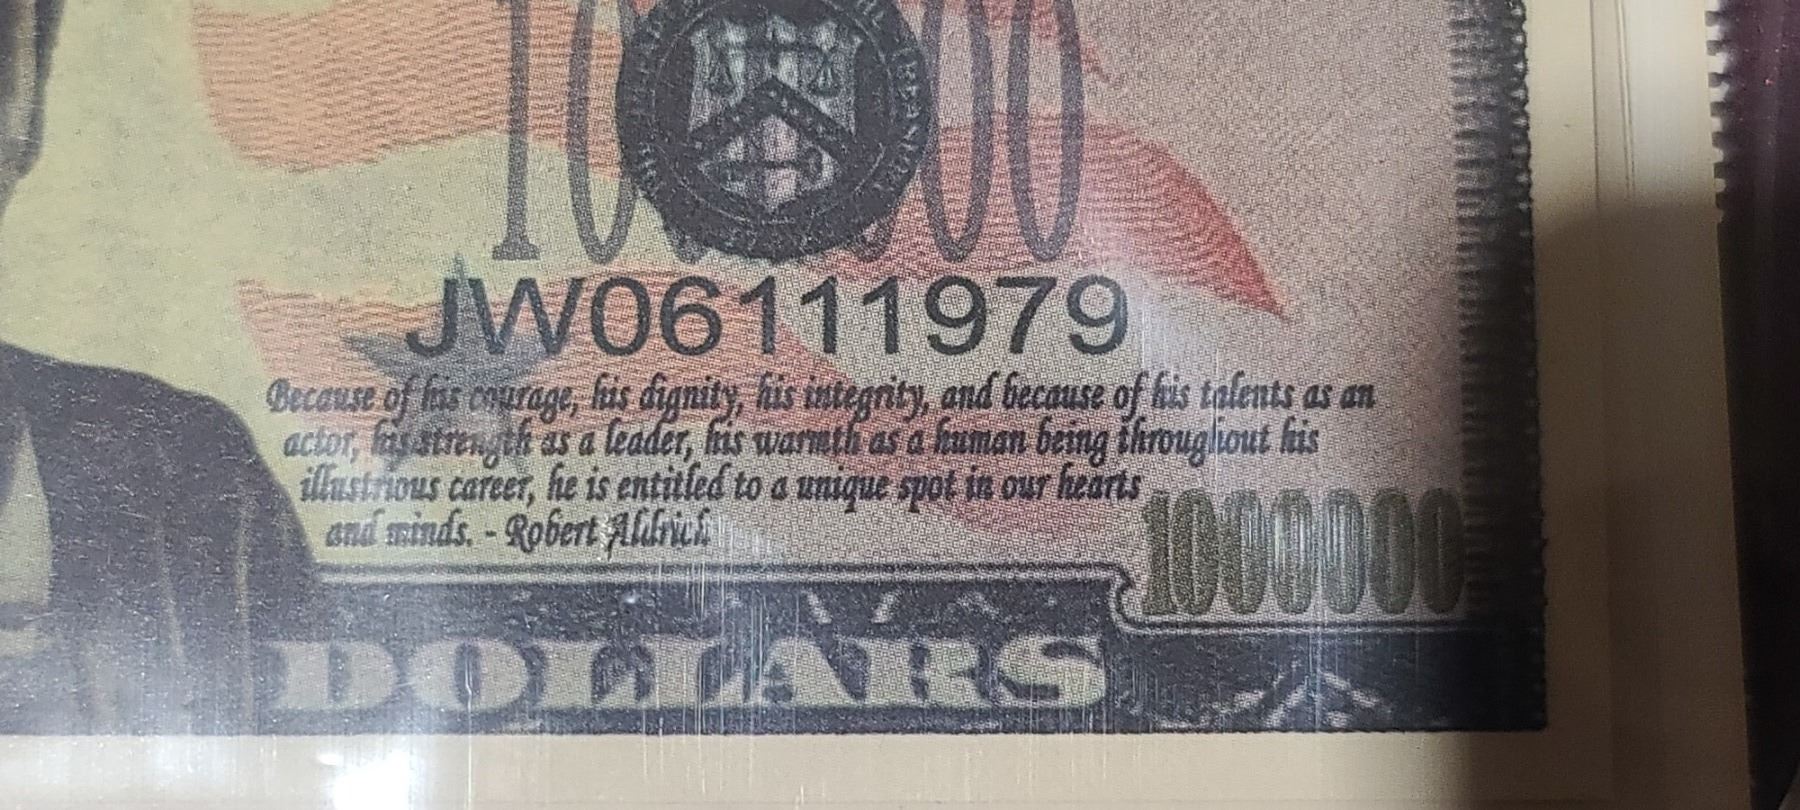 JW06111979
Because of his courage, his dignity, his integrity, and because of his talents as an
actor, his strength as a leader, his warmth as a human being throughout his
illustrious career, he is entitled to a unique spot in our hearts
and minds. - Robert Aldrich
1000000
DOLLARS